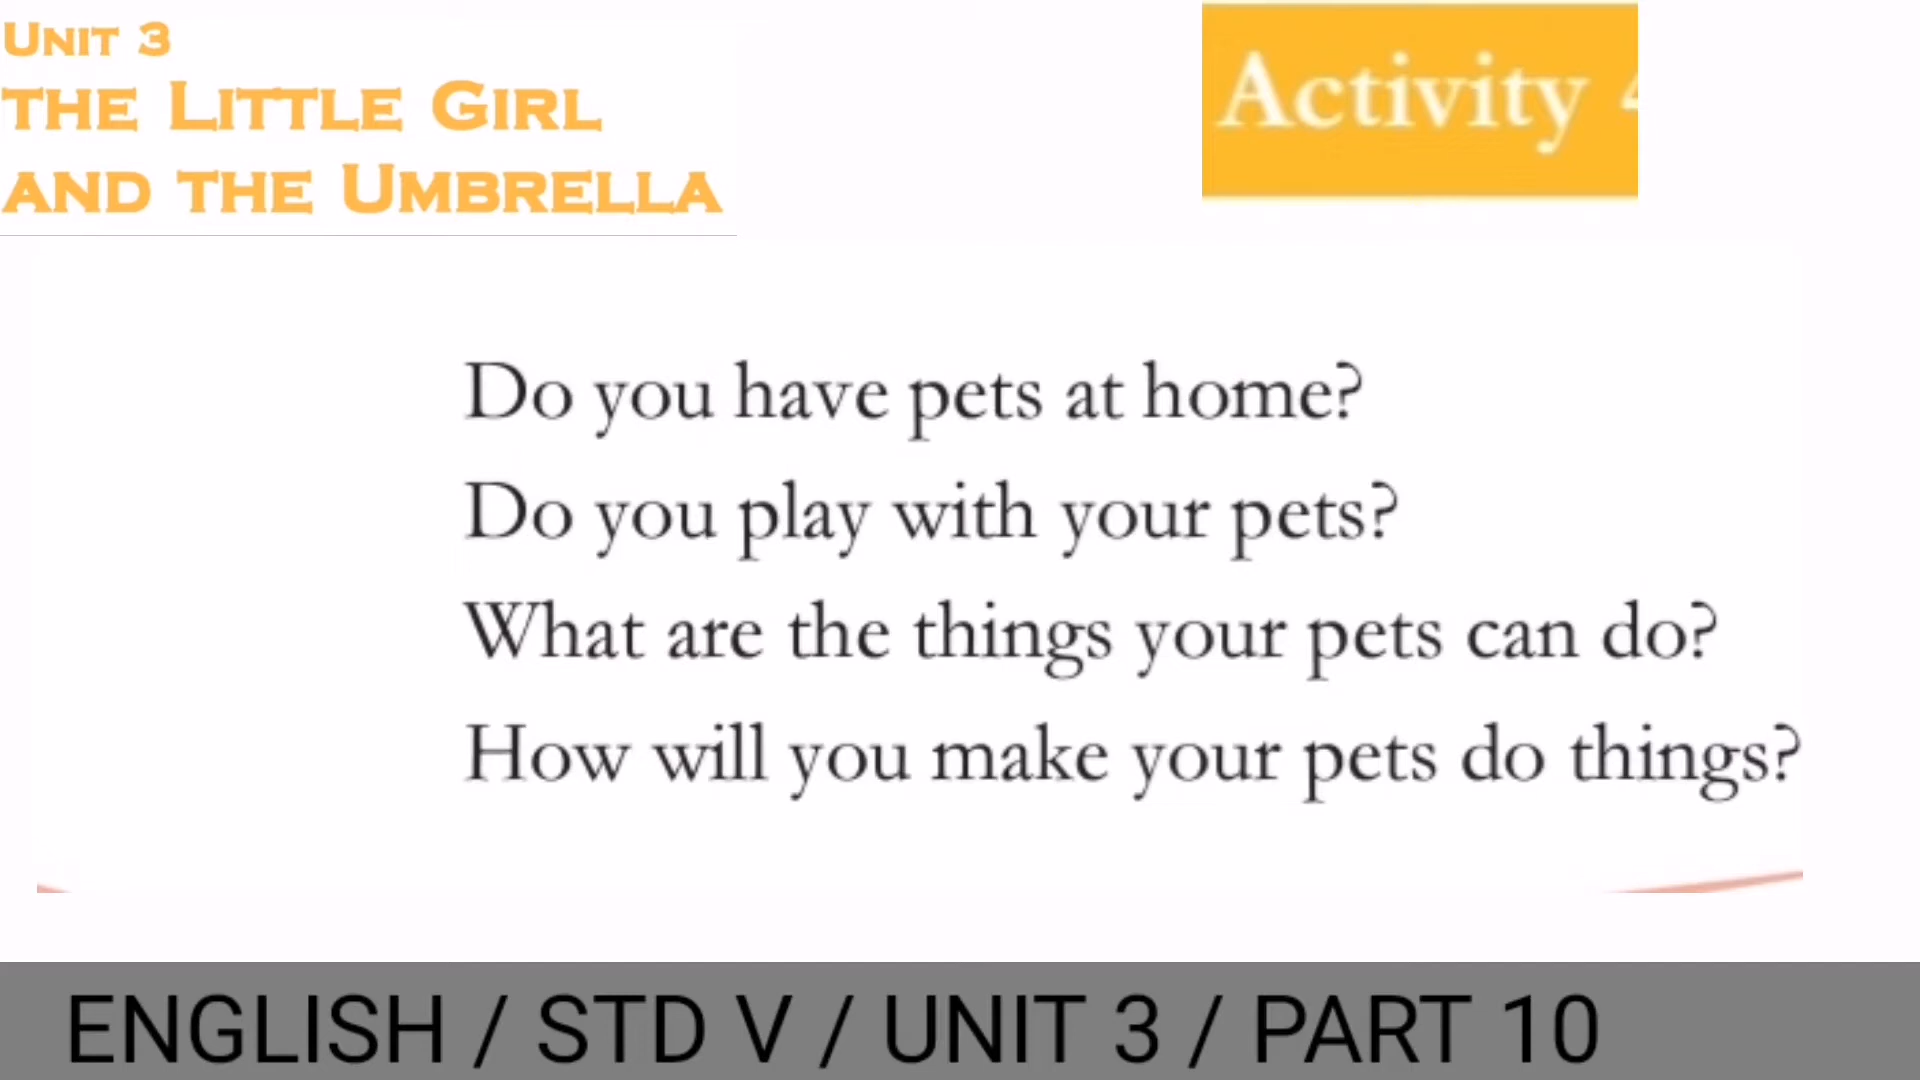 UNIT 3
THE LITTLE GIRL
AND THE UMBRELLA
Activity
Do you have pets at home?
Do you play with your pets?
What are the things your pets can do?
How will you make your pets do things?
ENGLISH / STD V / UNIT 3 / PART 10